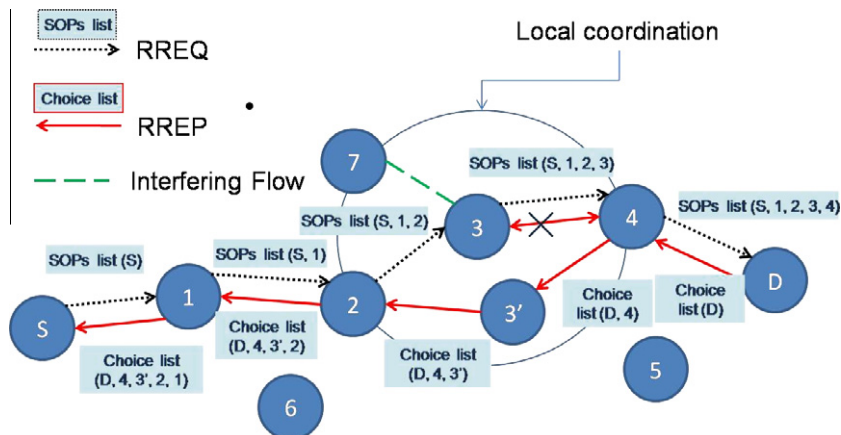 SOPs list
RREQ
Choice list
RREP
Interfering Flow
Local coordination
7
SOPs list (S, 1, 2, 3)
SOPs list (S, 1, 2)
3
4
SOPs list (S, 1, 2, 3, 4)
SOPs list (S)
SOPs list (S, 1)
1
2
3'
D
S
Choice list
(D, 4, 3', 2, 1)
Choice list
(D, 4, 3', 2)
Choice list
(D, 4, 3')
Choice
list (D, 4)
Choice
list (D)
5
6